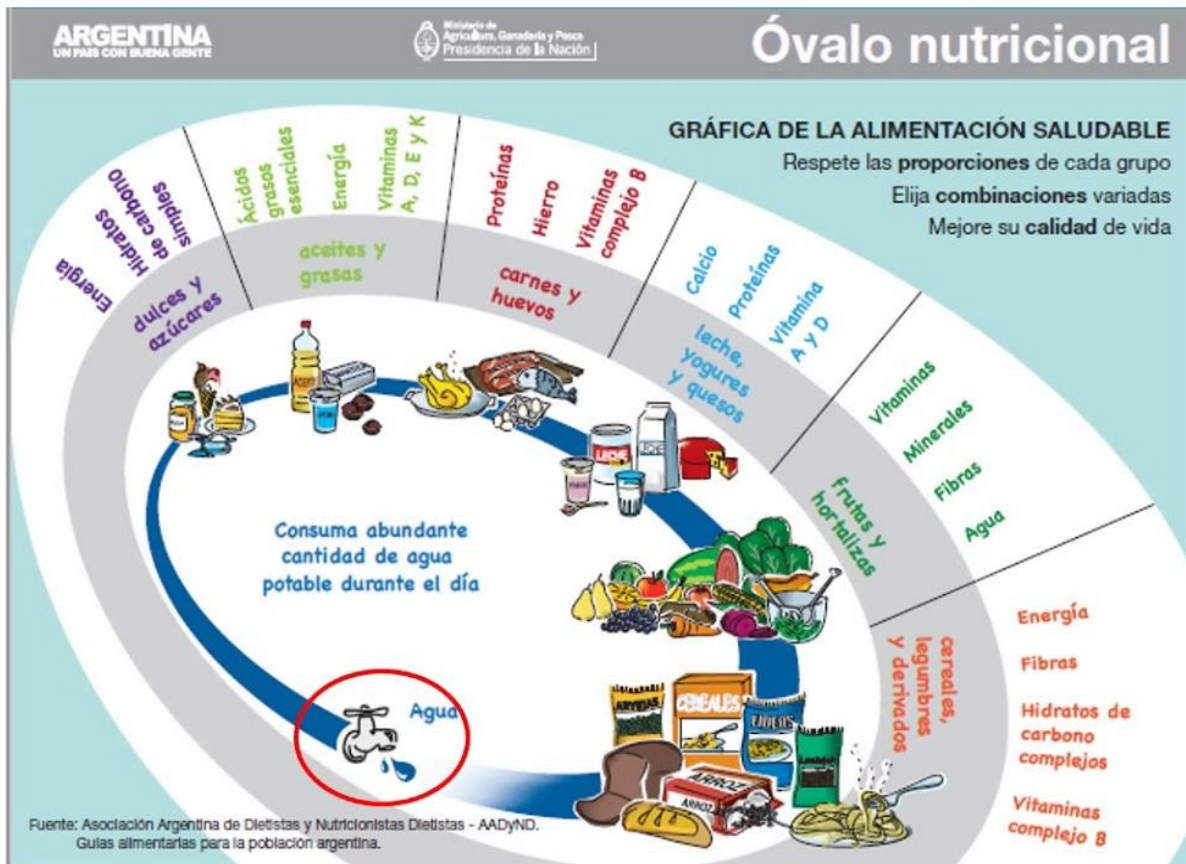 ARGENTINA
UN PAIS CON BUENA GENTE
Ministerio de
Agricultura, Ganadería y Pesca
Presidencia de la Nación
Óvalo nutricional
GRÁFICA DE LA ALIMENTACIÓN SALUDABLE
Respete las proporciones de cada grupo
Elija combinaciones variadas
Mejore su calidad de vida
Energía
Hidratos
de carbono
simples
dulces y
azúcares
Ácidos
grasos
esenciales
Energía
Vitaminas
A, D, E y K
aceites y
grasas
Proteínas
Hierro
Vitaminas
complejo B
carnes y
huevos
Calcio
Proteínas
Vitamina
A y D
leche,
yogures
y quesos
Vitaminas
Minerales
Fibras
Agua
frutas y
hortalizas
Energía
Fibras
Hidratos de
carbono
complejos
Vitaminas
complejo B
cereales,
legumbres
y derivados
LECHE
Consuma abundante
cantidad de agua
potable durante el día
Agua
ARVEJAS
CEREALES
FIDEOS
ARROZ
ARROZ
Fuente: Asociación Argentina de Dietistas y Nutricionistas Dietistas - AADyND.
Guías alimentarias para la población argentina.